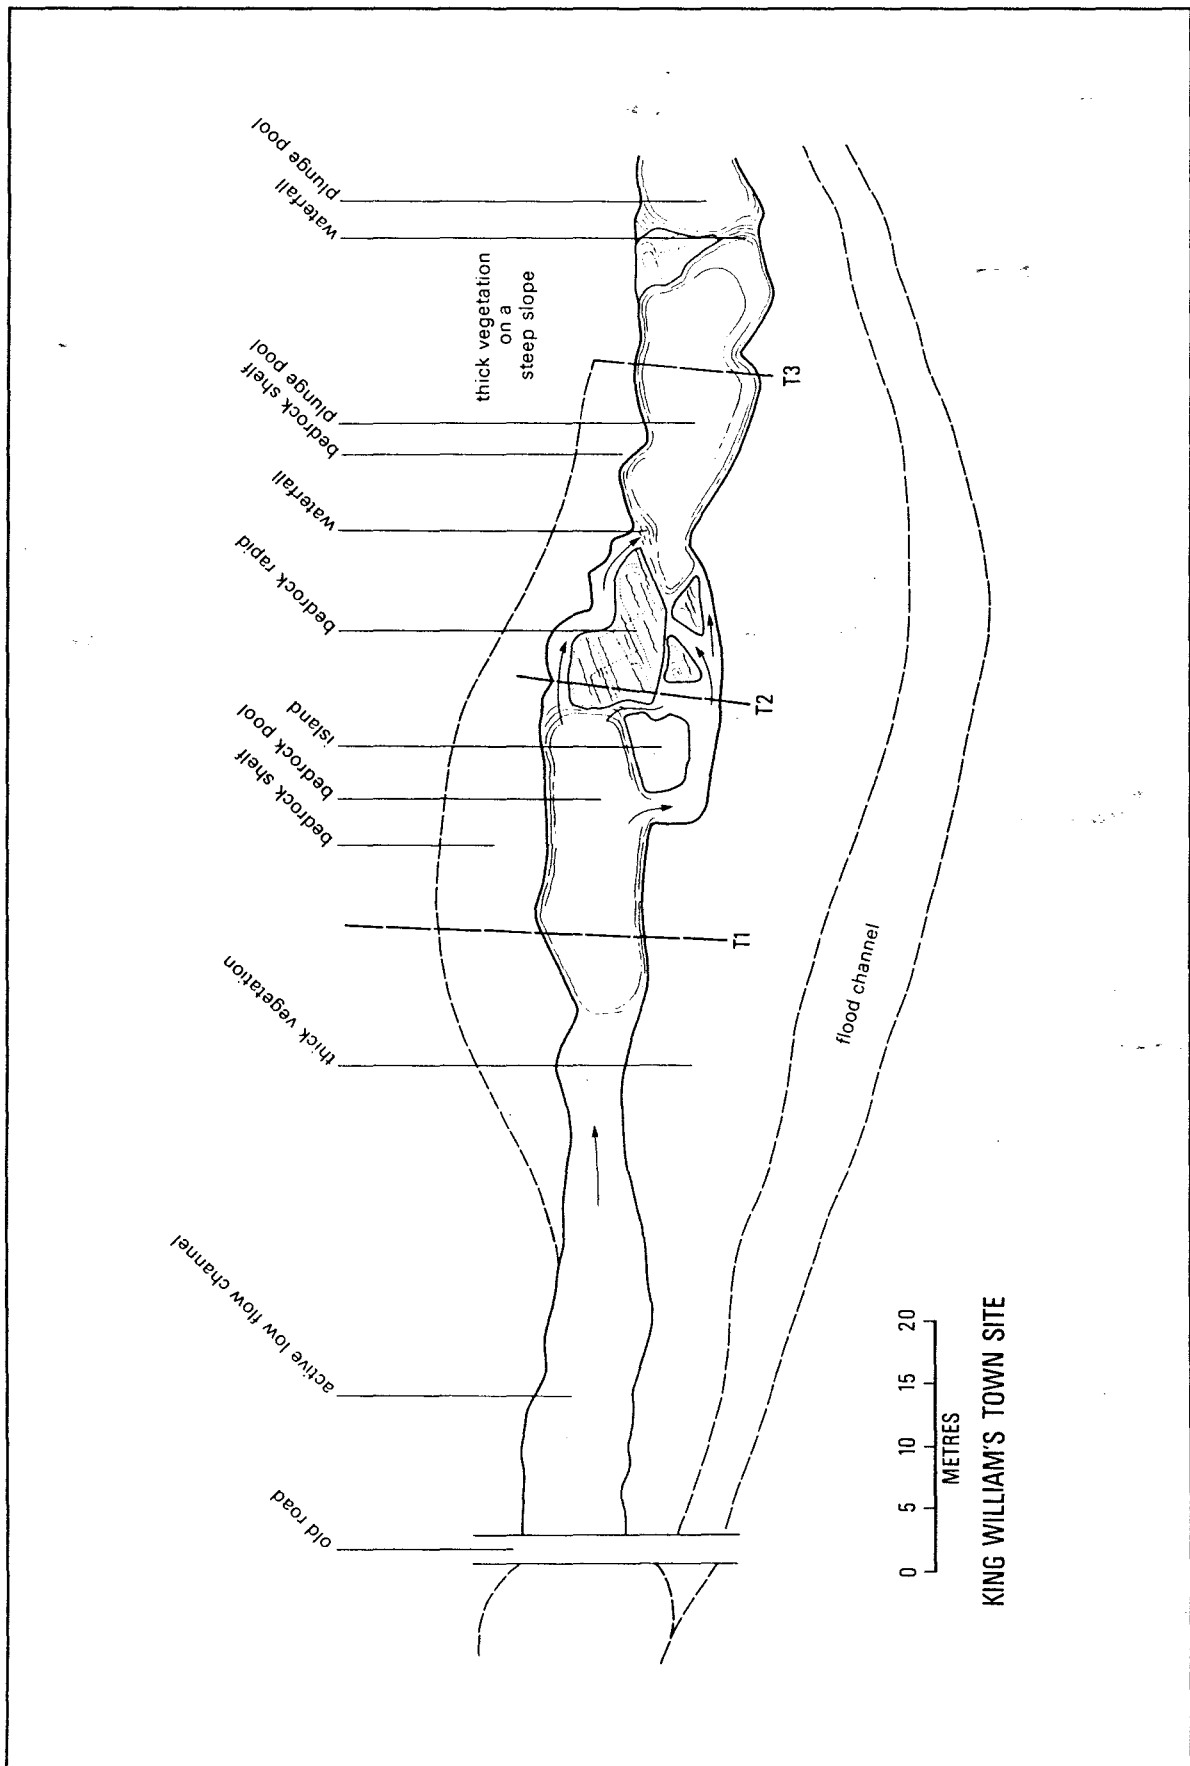 old road
active low flow channel
thick vegetation
bedrock shelf
bedrock pool
island
bedrock rapid
waterfall
bedrock shelf
plunge pool
waterfall
plunge pool
thick vegetation
on a
steep slope
T1
T2
T3
flood channel
0 5 10 15 20
METRES
KING WILLIAM'S TOWN SITE